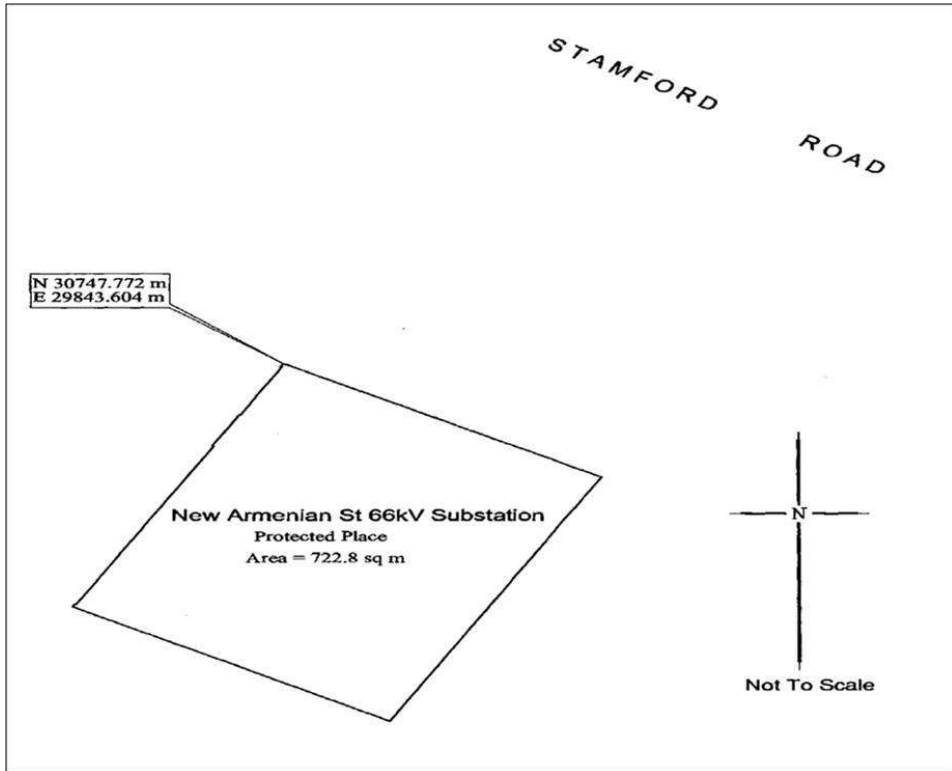 STAMFORD ROAD
N 30747.772 m
E 29843.604 m
New Armenian St 66kV Substation
Protected Place
Area = 722.8 sq m
N
Not To Scale